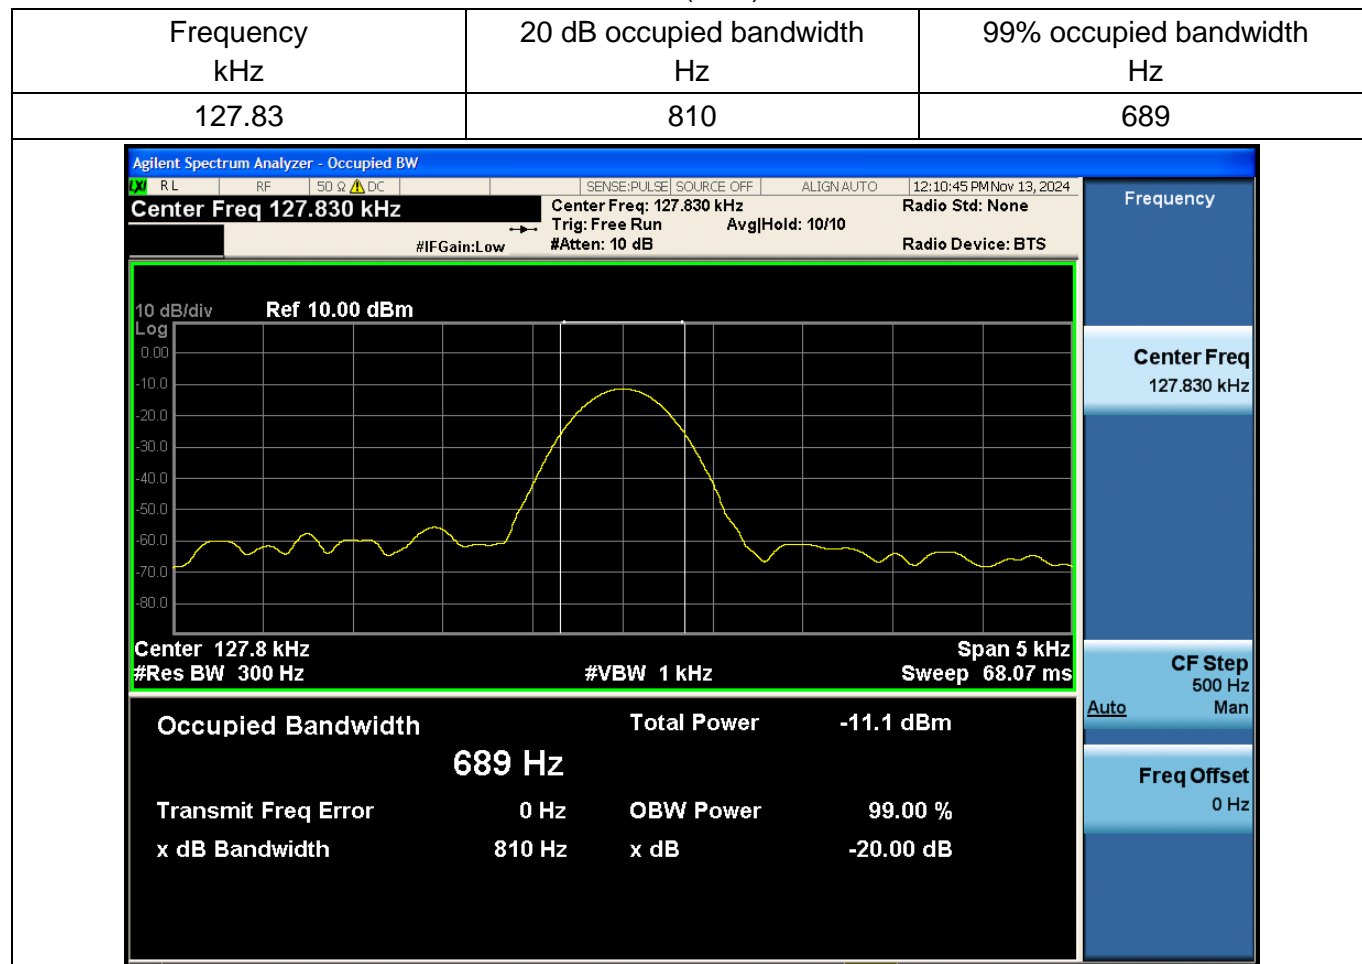 Frequency 20 dB occupied bandwidth 99% occupied bandwidth
kHz Hz Hz
127.83 810 689
Agilent Spectrum Analyzer - Occupied BW
LXI RL RF 50 Ω DC SENSE:PULSE SOURCE OFF ALIGN AUTO 12:10:45 PM Nov 13, 2024
Center Freq 127.830 kHz Center Freq: 127.830 kHz Radio Std: None
Trig: Free Run Avg|Hold: 10/10
#IFGain:Low #Atten: 10 dB Radio Device: BTS
10 dB/div Ref 10.00 dBm
Log
0.00
-10.0
-20.0
-30.0
-40.0
-50.0
-60.0
-70.0
-80.0
Center 127.8 kHz Span 5 kHz
#Res BW 300 Hz #VBW 1 kHz Sweep 68.07 ms
Occupied Bandwidth Total Power -11.1 dBm
689 Hz
Transmit Freq Error 0 Hz OBW Power 99.00 %
x dB Bandwidth 810 Hz x dB -20.00 dB
Frequency
Center Freq
127.830 kHz
CF Step
500 Hz
Auto Man
Freq Offset
0 Hz